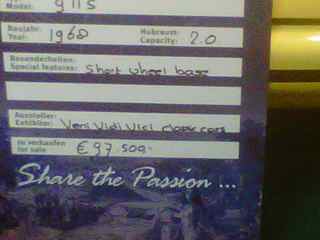 Model: 911 S
Baujahr: 1968 Hubraum: 2.0
Year: Capacity:
Besonderheiten:
Special features: Short wheel base
Aussteller:
Exhibitor: Veni Vidi Vici classic cars
zu verkaufen
for sale € 97.500,-
Share the Passion ...